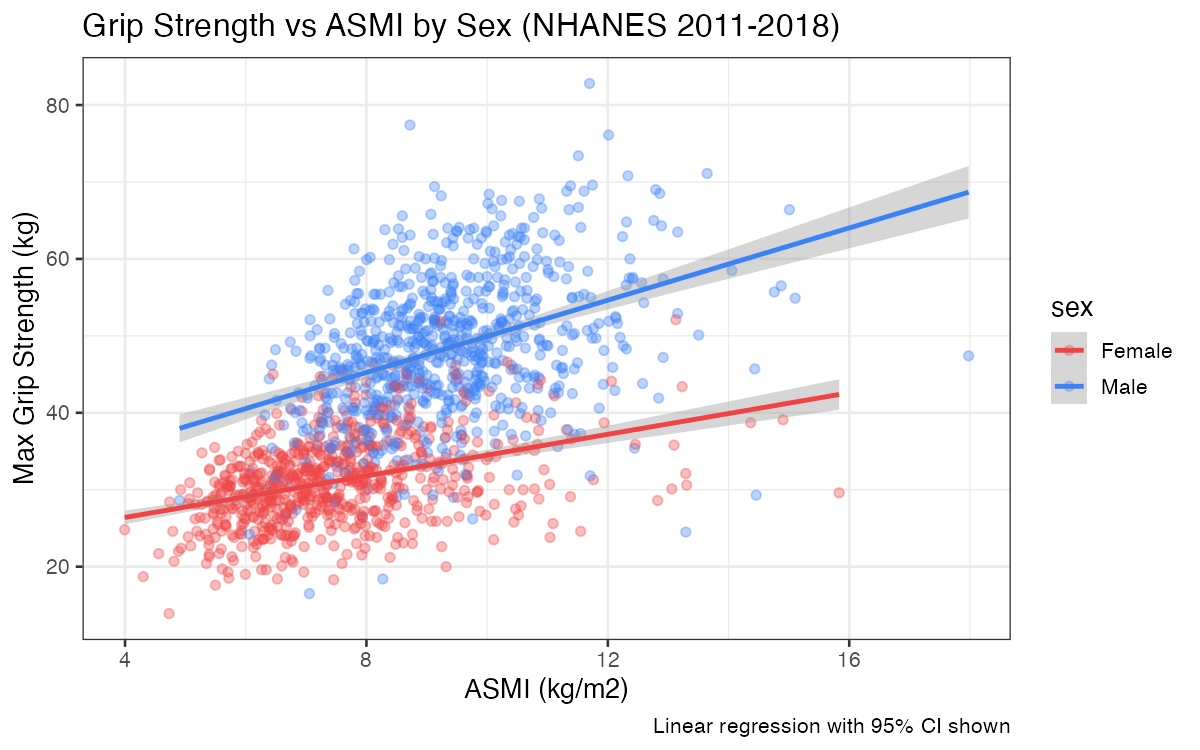 Grip Strength vs ASMI by Sex (NHANES 2011-2018)
Max Grip Strength (kg)
80
60
40
20
4 8 12 16
ASMI (kg/m2)
sex
Female
Male
Linear regression with 95% CI shown